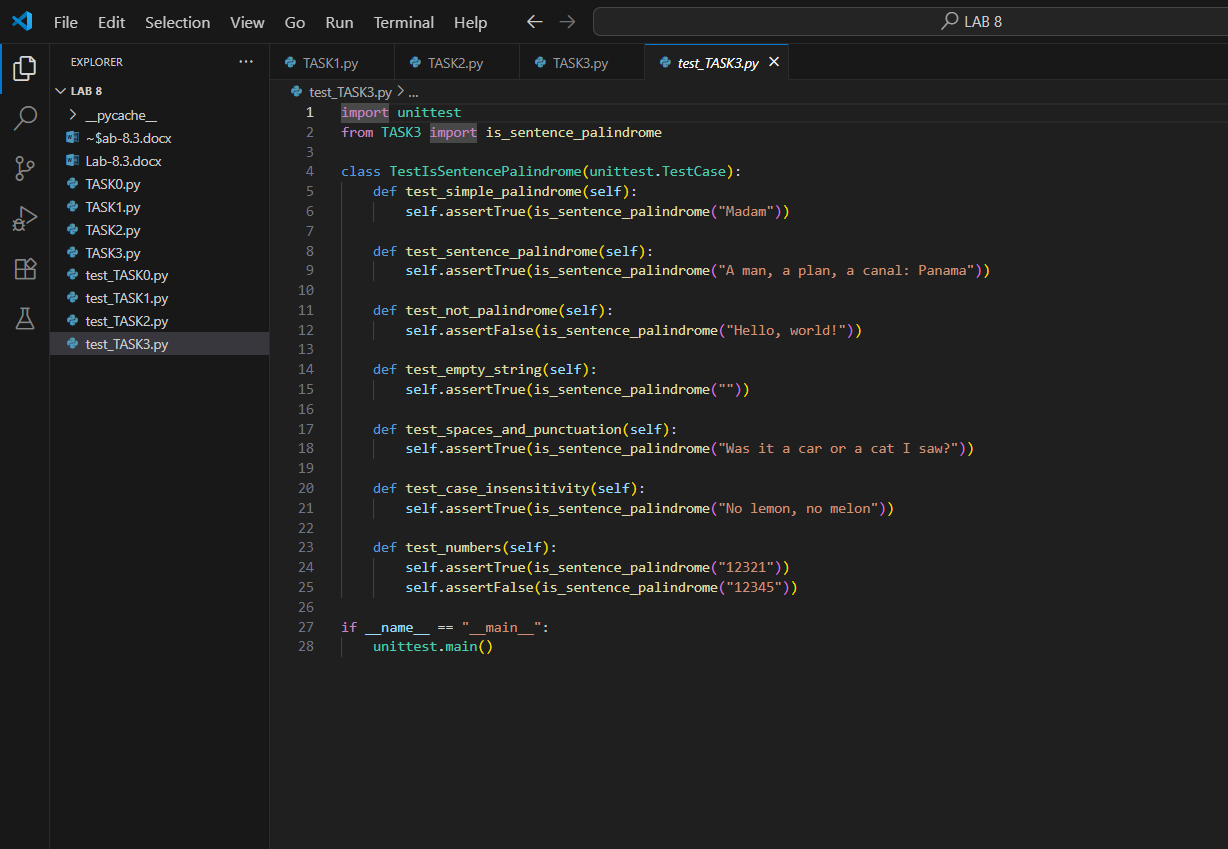 File Edit Selection View Go Run Terminal Help LAB 8
EXPLORER ...
LAB 8
__pycache__
~$ab-8.3.docx
Lab-8.3.docx
TASK0.py
TASK1.py
TASK2.py
TASK3.py
test_TASK0.py
test_TASK1.py
test_TASK2.py
test_TASK3.py
TASK1.py TASK2.py TASK3.py test_TASK3.py
test_TASK3.py > ...
1 import unittest
2 from TASK3 import is_sentence_palindrome
3
4 class TestIsSentencePalindrome(unittest.TestCase):
5     def test_simple_palindrome(self):
6         self.assertTrue(is_sentence_palindrome("Madam"))
7
8     def test_sentence_palindrome(self):
9         self.assertTrue(is_sentence_palindrome("A man, a plan, a canal: Panama"))
10
11     def test_not_palindrome(self):
12         self.assertFalse(is_sentence_palindrome("Hello, world!"))
13
14     def test_empty_string(self):
15         self.assertTrue(is_sentence_palindrome(""))
16
17     def test_spaces_and_punctuation(self):
18         self.assertTrue(is_sentence_palindrome("Was it a car or a cat I saw?"))
19
20     def test_case_insensitivity(self):
21         self.assertTrue(is_sentence_palindrome("No lemon, no melon"))
22
23     def test_numbers(self):
24         self.assertTrue(is_sentence_palindrome("12321"))
25         self.assertFalse(is_sentence_palindrome("12345"))
26
27 if __name__ == "__main__":
28     unittest.main()